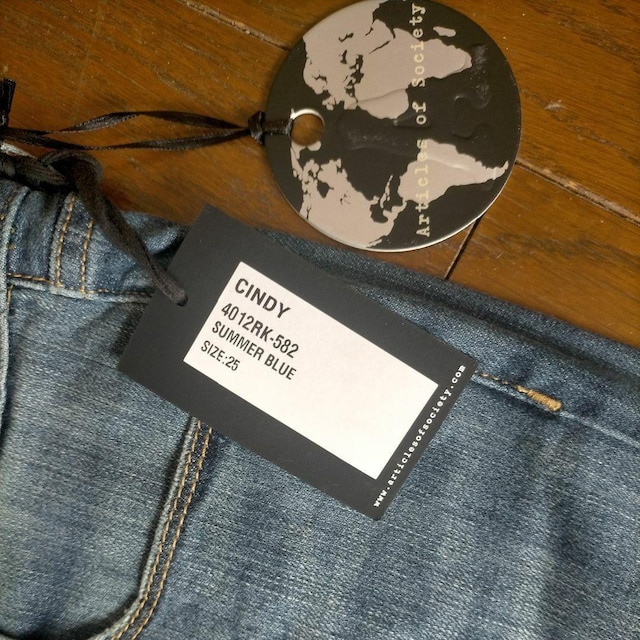 Articles of Society
CINDY
4012RK-582
SUMMER BLUE
SIZE:25
www.articlesofsociety.com